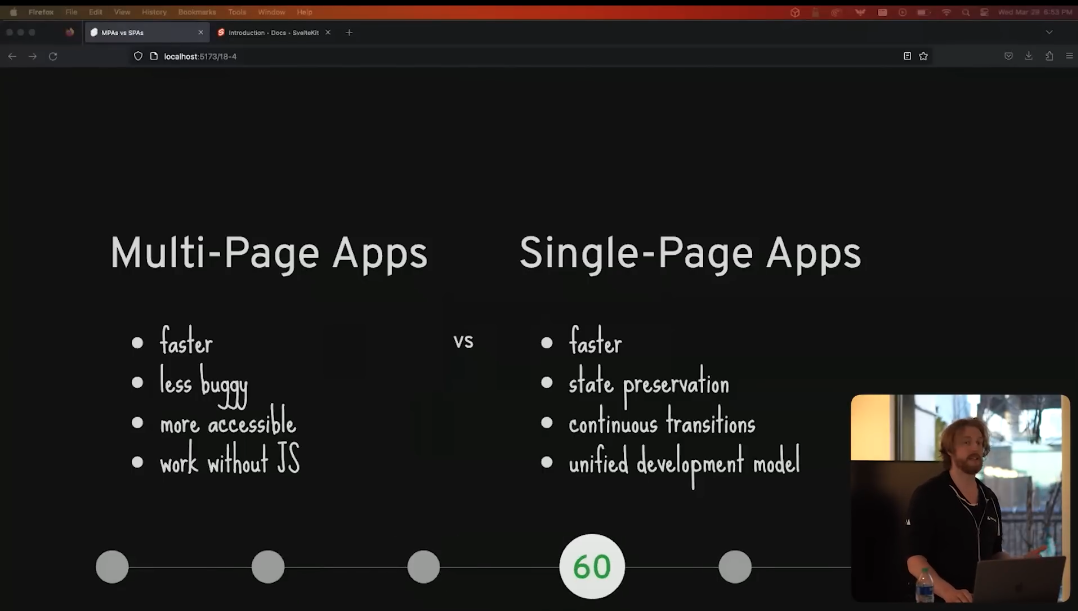 Firefox File Edit View History Bookmarks Tools Window Help
Wed Mar 29 6:53 PM
MPAs vs SPAs
Introduction - Docs - SvelteKit
localhost:5173/18-4
Multi-Page Apps
faster
less buggy
more accessible
work without JS
vs
Single-Page Apps
faster
state preservation
continuous transitions
unified development model
60